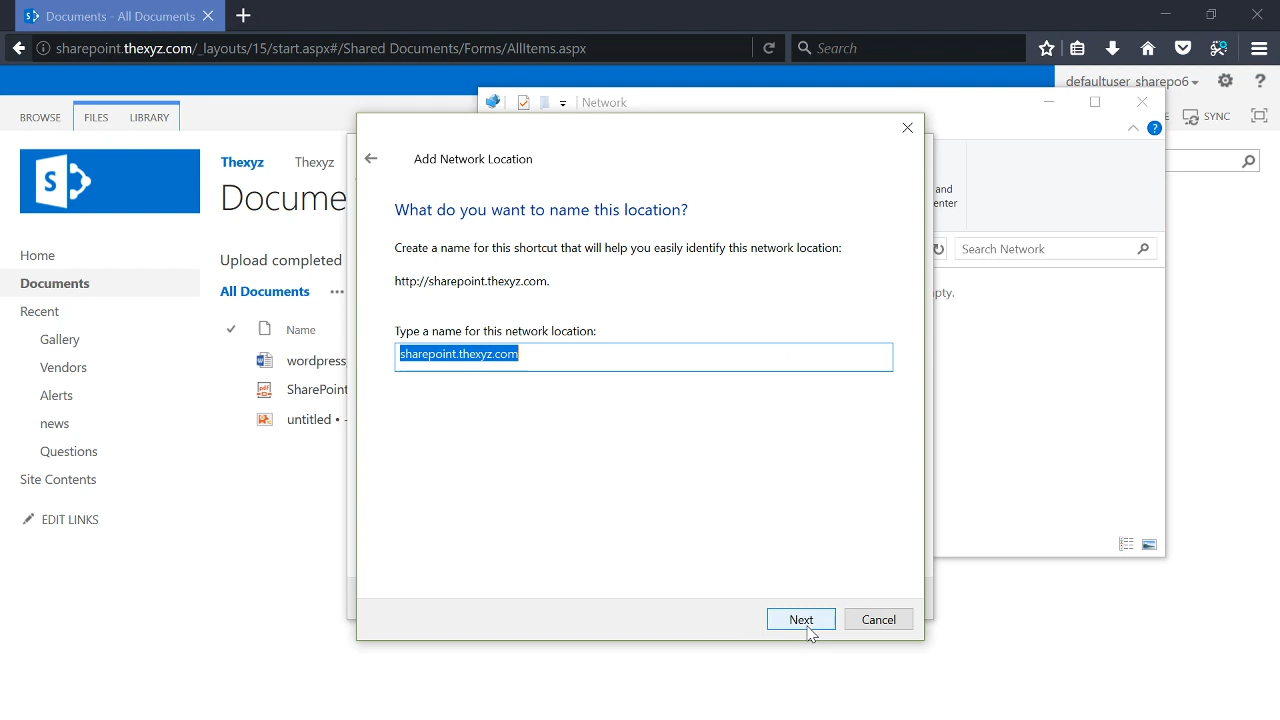 Documents - All Documents
sharepoint.thexyz.com/_layouts/15/start.aspx#/Shared Documents/Forms/AllItems.aspx
Search
defaultuser_sharepo6
BROWSE
FILES
LIBRARY
SYNC
Network
Thexyz
Thexyz
Docume
Home
Documents
Recent
Gallery
Vendors
Alerts
news
Questions
Site Contents
EDIT LINKS
Upload completed
All Documents
Name
wordpress
SharePoint
untitled
Add Network Location
What do you want to name this location?
Create a name for this shortcut that will help you easily identify this network location:
http://sharepoint.thexyz.com.
Type a name for this network location:
sharepoint.thexyz.com
Next
Cancel
and
enter
Search Network
pty.